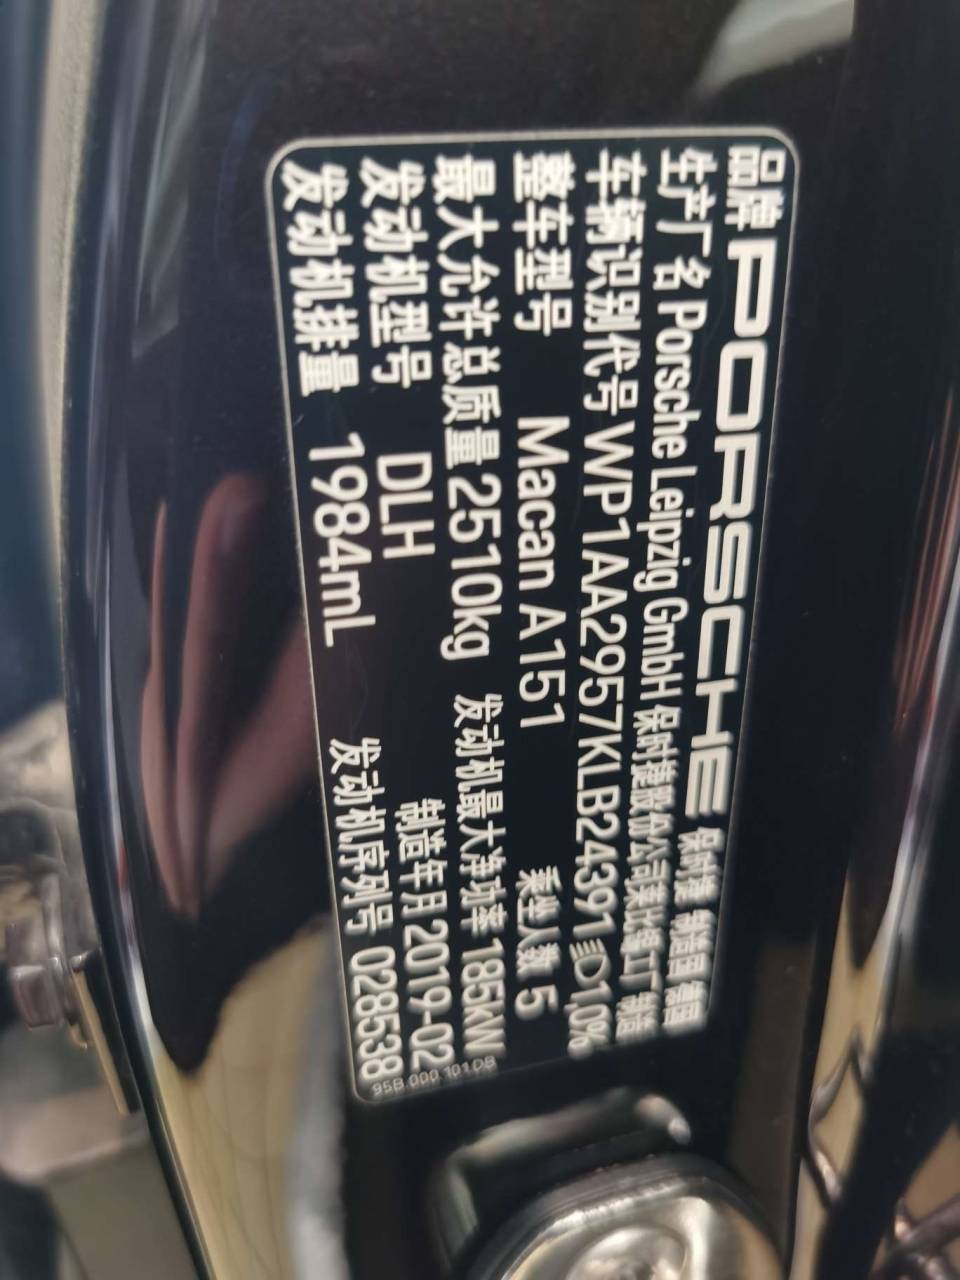 品牌 PORSCHE 保时捷 制造国 德国
生产厂名 Porsche Leipzig GmbH 保时捷股份公司莱比锡工厂 制造
车辆识别代号 WP1AA2957KLB24391 10%
整车型号 Macan A151 乘坐人数 5
最大允许总质量 2510kg 发动机最大净功率 185kW
发动机型号 DLH 制造年月 2019-02
发动机排量 1984mL 发动机序列号 028538
95B.000.101.DB